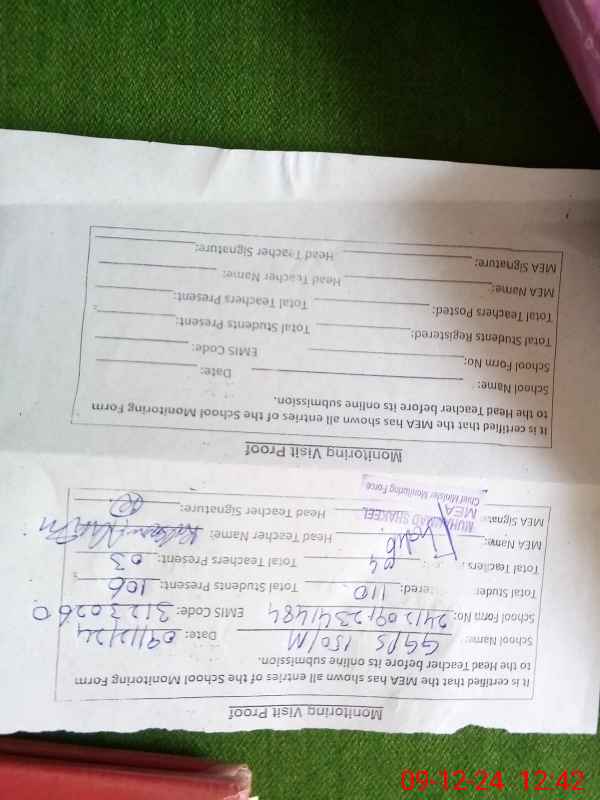 Monitoring Visit Proof
It is certified that the MEA has shown all entries of the School Monitoring Form
to the Head Teacher before its online submission.
School Name: GGPS 150/M Date: 09/12/24
School Form No: 24120912341484 EMIS Code: 31230260
Total Student tered: 110 Total Students Present: 106
Total Teachers 04 Total Teachers Present: 03
MEA Name: Head Teacher Name:
MEA Signat Head Teacher Signature:
MUHAMMAD SHAKEEL
MEA
Chief Minister Monitoring Force
Monitoring Visit Proof
It is certified that the MEA has shown all entries of the School Monitoring Form
to the Head Teacher before its online submission.
School Name: Date:
School Form No: EMIS Code:
Total Students Registered: Total Students Present:
Total Teachers Posted: Total Teachers Present:
MEA Name: Head Teacher Name:
MEA Signature: Head Teacher Signature:
09-12-24 12:42